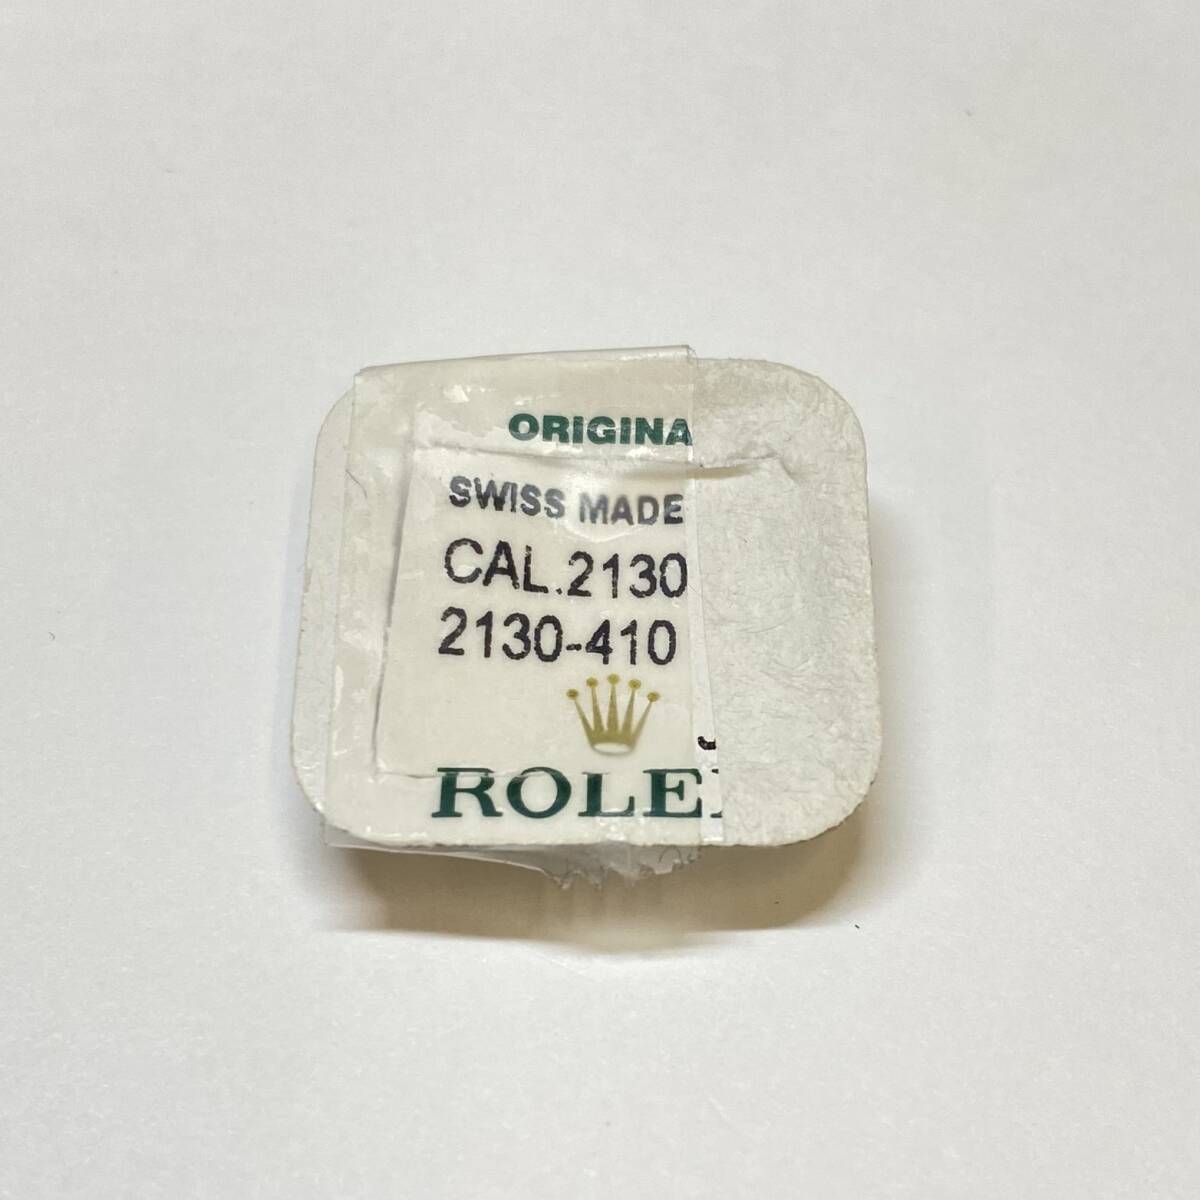 ORIGINA
SWISS MADE
CAL.2130
2130-410
ROLE